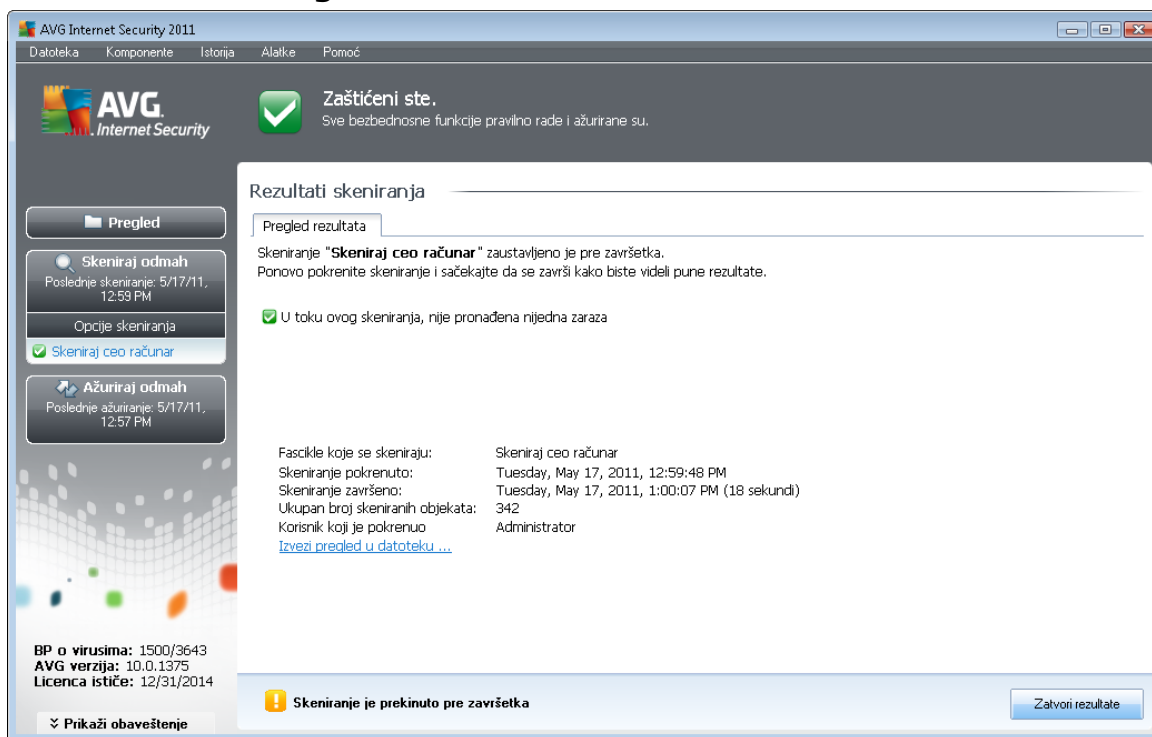 AVG Internet Security 2011
Datoteka Komponente Istorija Alatke Pomoć
AVG.
Internet Security
Zaštićeni ste.
Sve bezbednosne funkcije pravilno rade i ažurirane su.
Pregled
Skeniraj odmah
Poslednje skeniranje: 5/17/11,
12:59 PM
Opcije skeniranja
Skeniraj ceo računar
Ažuriraj odmah
Poslednje ažuriranje: 5/17/11,
12:57 PM
BP o virusima: 1500/3643
AVG verzija: 10.0.1375
Licenca ističe: 12/31/2014
Prikaži obaveštenje
Rezultati skeniranja
Pregled rezultata
Skeniranje "Skeniraj ceo računar" zaustavljeno je pre završetka.
Ponovo pokrenite skeniranje i sačekajte da se završi kako biste videli pune rezultate.
U toku ovog skeniranja, nije pronađena nijedna zaraza
Fascikle koje se skeniraju: Skeniraj ceo računar
Skeniranje pokrenuto: Tuesday, May 17, 2011, 12:59:48 PM
Skeniranje završeno: Tuesday, May 17, 2011, 1:00:07 PM (18 sekundi)
Ukupan broj skeniranih objekata: 342
Korisnik koji je pokrenuo Administrator
Izvezi pregled u datoteku ...
Skeniranje je prekinuto pre završetka
Zatvori rezultate